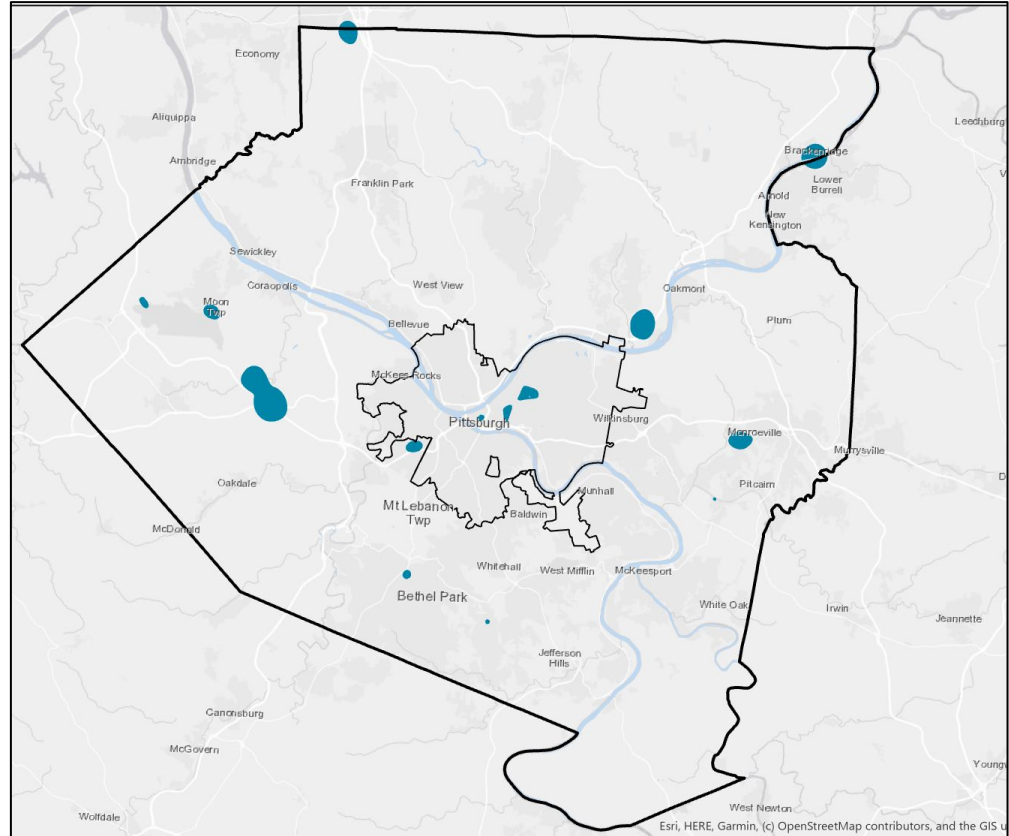 Economy
Aliquippa
Leechburg
Ambridge
Brackenridge
Franklin Park
Lower
Burrell
Arnold
New
Kensington
Sewickley
Coraopolis
West View
Oakmont
Moon
Twp
Bellevue
Plum
McKees Rocks
Pittsburgh
Wilkinsburg
Monroeville
Murrysville
Oakdale
Munhall
Pitcairn
Mt Lebanon
Twp
Baldwin
McDonald
Whitehall
West Mifflin
McKeesport
Bethel Park
White Oak
Irwin
Jeannette
Jefferson
Hills
Canonsburg
McGovern
Wolfdale
West Newton
Young
Esri, HERE, Garmin, (c) OpenStreetMap contributors, and the GIS u